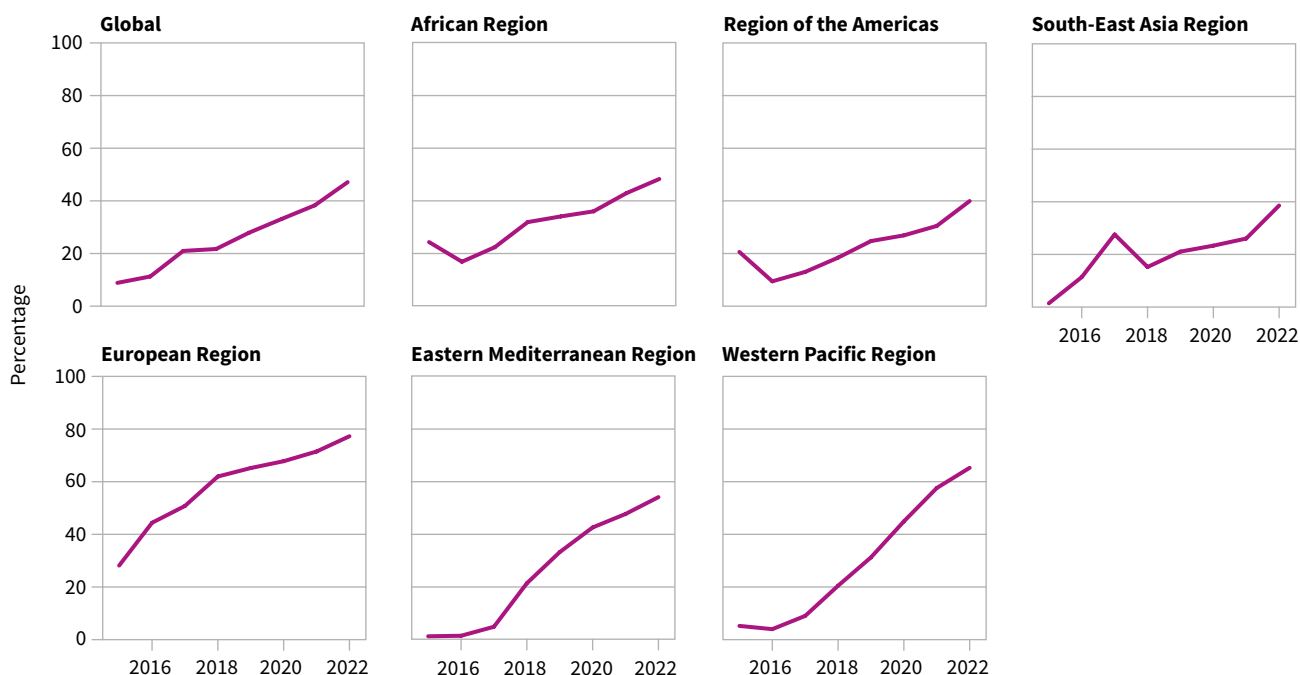 Global
African Region
Region of the Americas
South-East Asia Region
100
80
60
40
20
0
2016 2018 2020 2022
Percentage
European Region
Eastern Mediterranean Region
Western Pacific Region
100
80
60
40
20
0
2016 2018 2020 2022
2016 2018 2020 2022
2016 2018 2020 2022